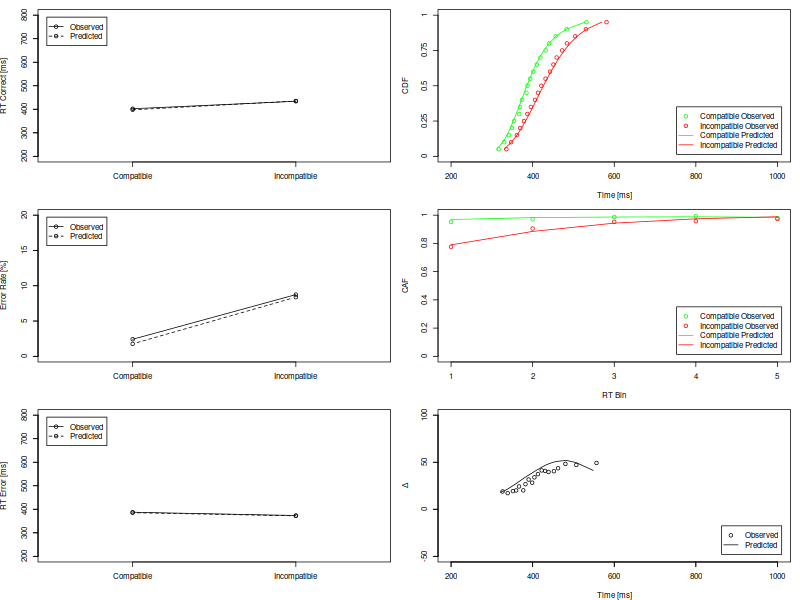 RT Correct [ms]
800
700
600
500
400
300
200
Observed
Predicted
Compatible
Incompatible
CDF
1
0.75
0.5
0.25
0
Compatible Observed
Incompatible Observed
Compatible Predicted
Incompatible Predicted
200
400
600
800
1000
Time [ms]
Error Rate [%]
20
15
10
5
0
Observed
Predicted
Compatible
Incompatible
CAF
1
0.8
0.6
0.4
0.2
0
Compatible Observed
Incompatible Observed
Compatible Predicted
Incompatible Predicted
1
2
3
4
5
RT Bin
RT Error [ms]
800
700
600
500
400
300
200
Observed
Predicted
Compatible
Incompatible
Δ
100
50
0
-50
Observed
Predicted
200
400
600
800
1000
Time [ms]